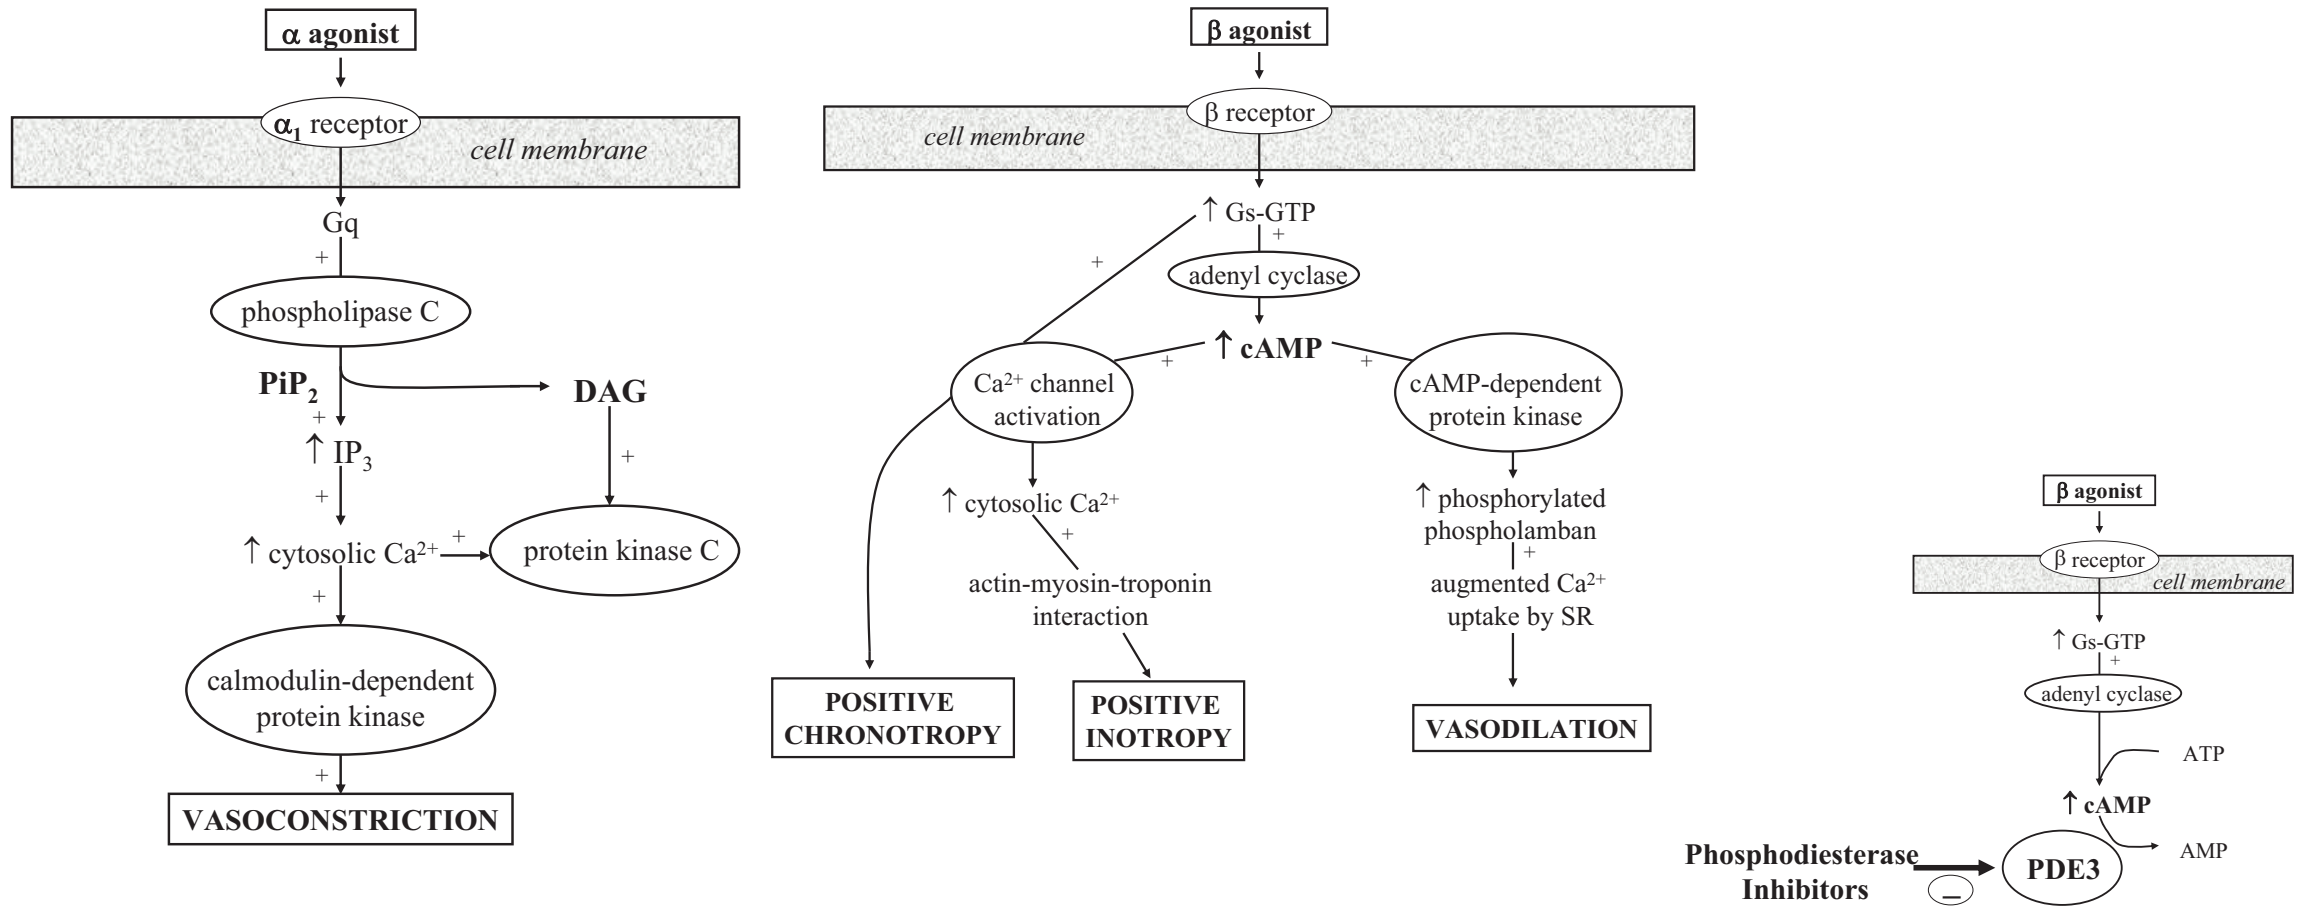 α agonist
α₁ receptor
cell membrane
Gq
+
phospholipase C
PiP₂
DAG
+
↑ IP₃
+
+
↑ cytosolic Ca²⁺
+
protein kinase C
+
calmodulin-dependent
protein kinase
+
VASOCONSTRICTION
β agonist
β receptor
cell membrane
↑ Gs-GTP
+
+
adenyl cyclase
↑ cAMP
+
+
Ca²⁺ channel
activation
cAMP-dependent
protein kinase
↑ cytosolic Ca²⁺
+
actin-myosin-troponin
interaction
↑ phosphorylated
phospholamban
+
augmented Ca²⁺
uptake by SR
POSITIVE
CHRONOTROPY
POSITIVE
INOTROPY
VASODILATION
β agonist
β receptor
cell membrane
↑ Gs-GTP
+
adenyl cyclase
ATP
↑ cAMP
AMP
Phosphodiesterase
Inhibitors
−
PDE3